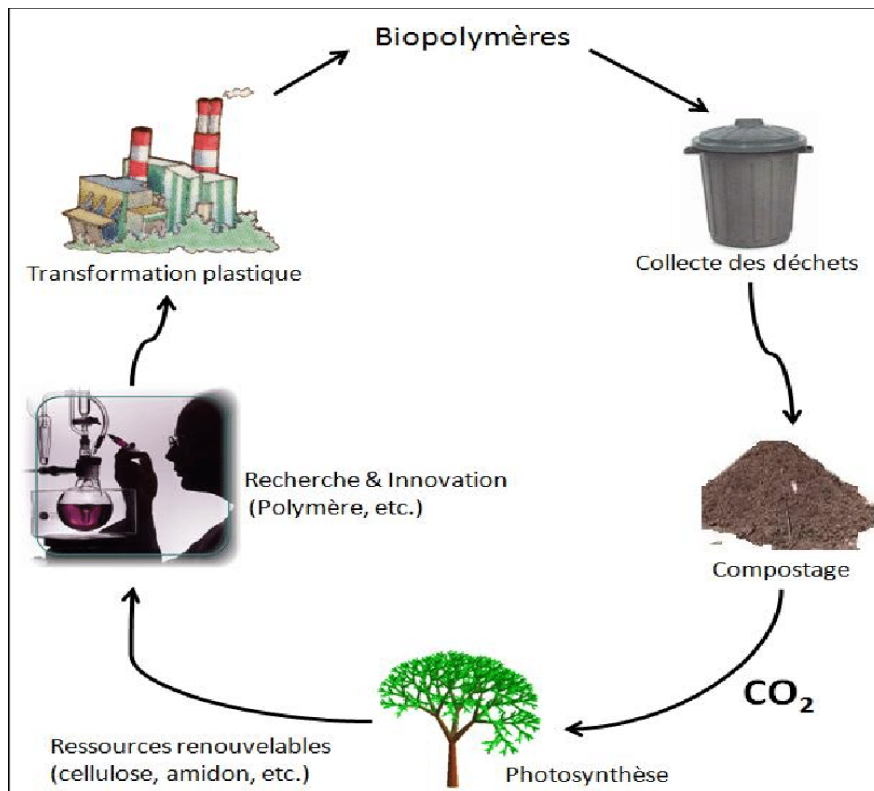 Biopolymères
Transformation plastique
Collecte des déchets
Recherche & Innovation
(Polymère, etc.)
Compostage
CO₂
Ressources renouvelables
(cellulose, amidon, etc.)
Photosynthèse